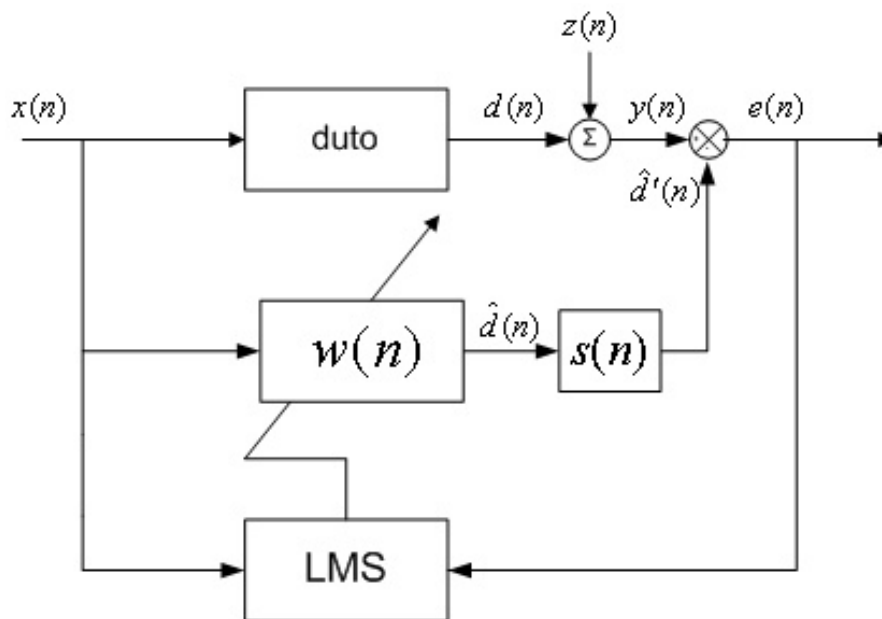 z(n)
x(n)
duto
d(n)
Σ
y(n)
e(n)
d̂'(n)
w(n)
d̂(n)
s(n)
LMS